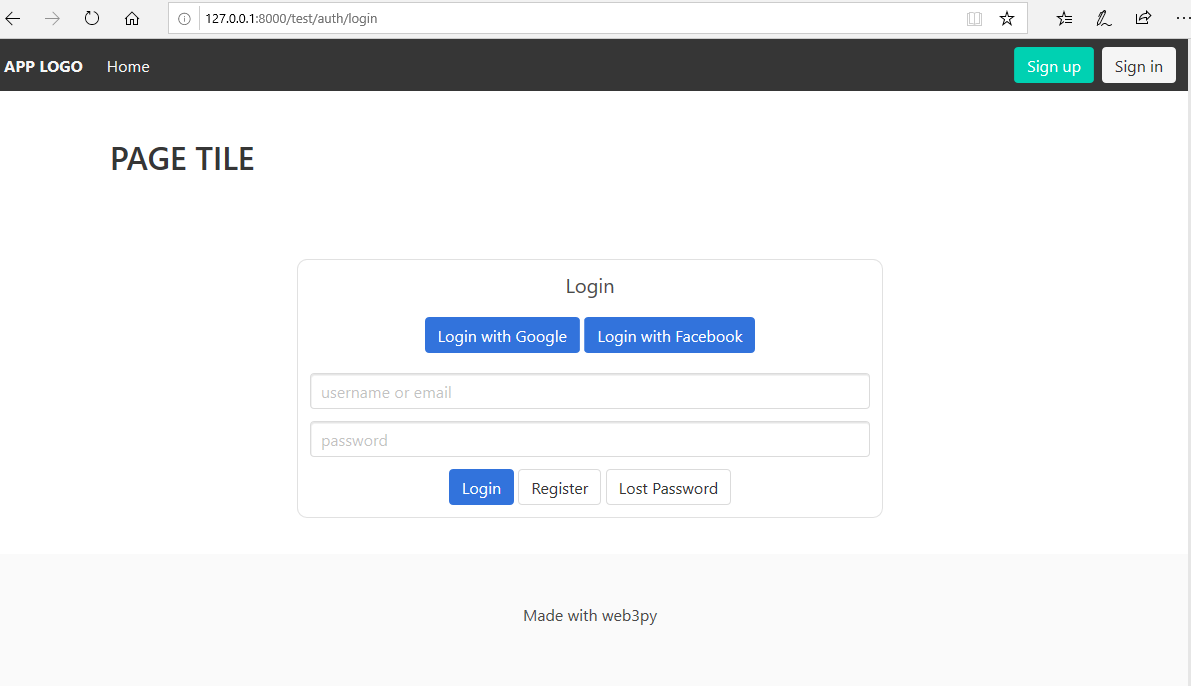 127.0.0.1:8000/test/auth/login
APP LOGO Home Sign up Sign in
PAGE TILE
Login
Login with Google Login with Facebook
username or email
password
Login Register Lost Password
Made with web3py